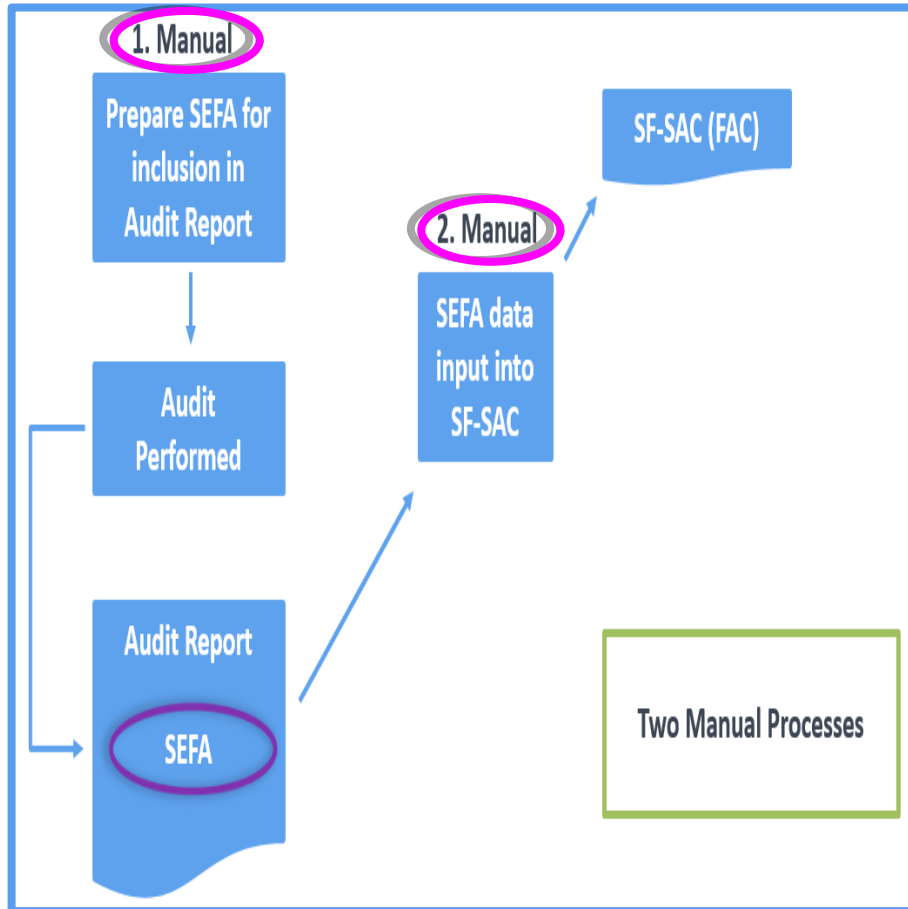 1. Manual
Prepare SEFA for
inclusion in
Audit Report
Audit
Performed
Audit Report
SEFA
2. Manual
SEFA data
input into
SF-SAC
SF-SAC (FAC)
Two Manual Processes